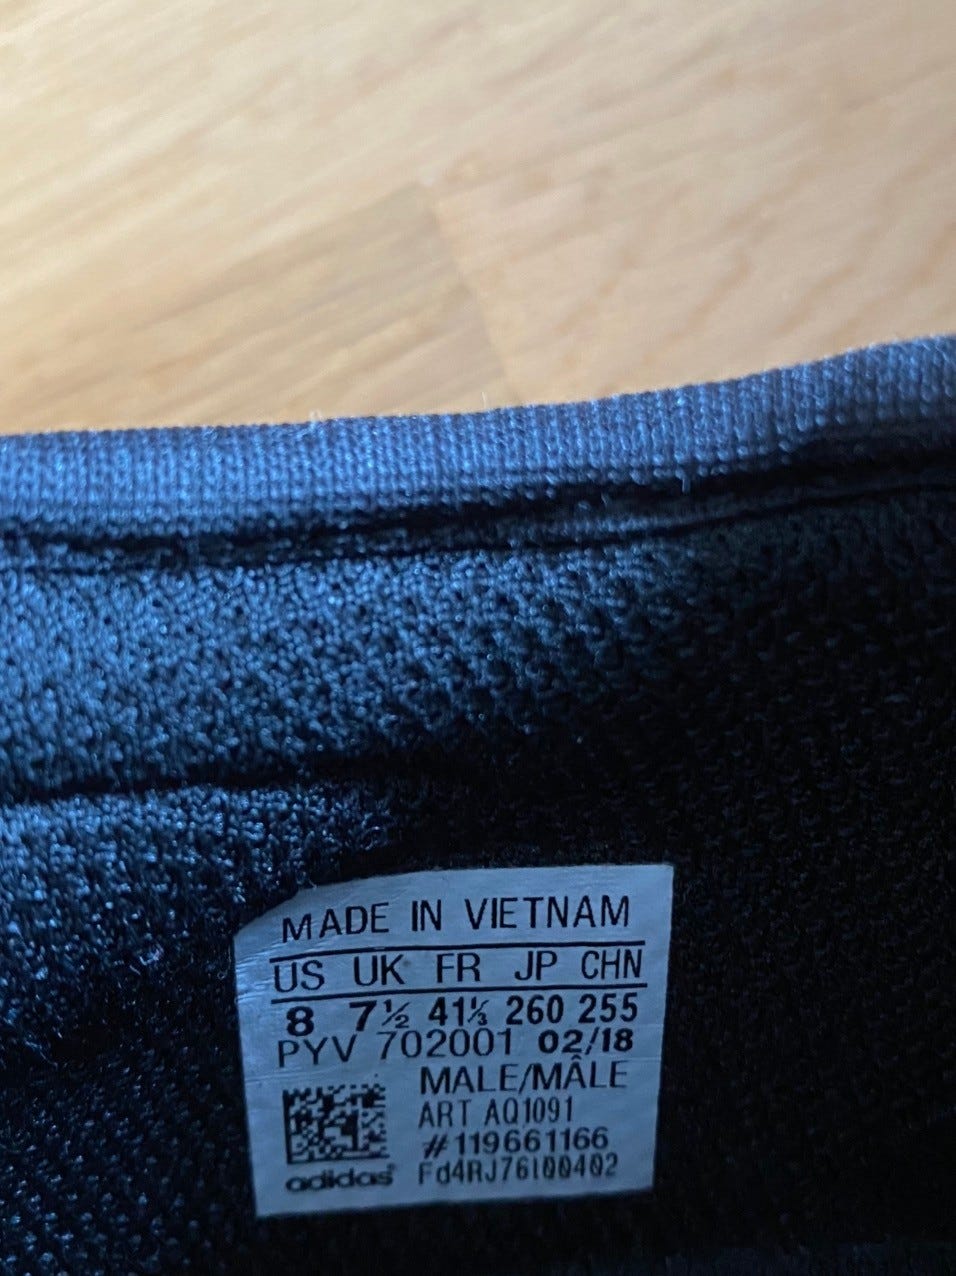 MADE IN VIETNAM
US UK FR JP CHN
8 7½ 41⅓ 260 255
PYV 702001 02/18
MALE/MÂLE
ART AQ1091
#119661166
adidas Fd4RJ76I00402